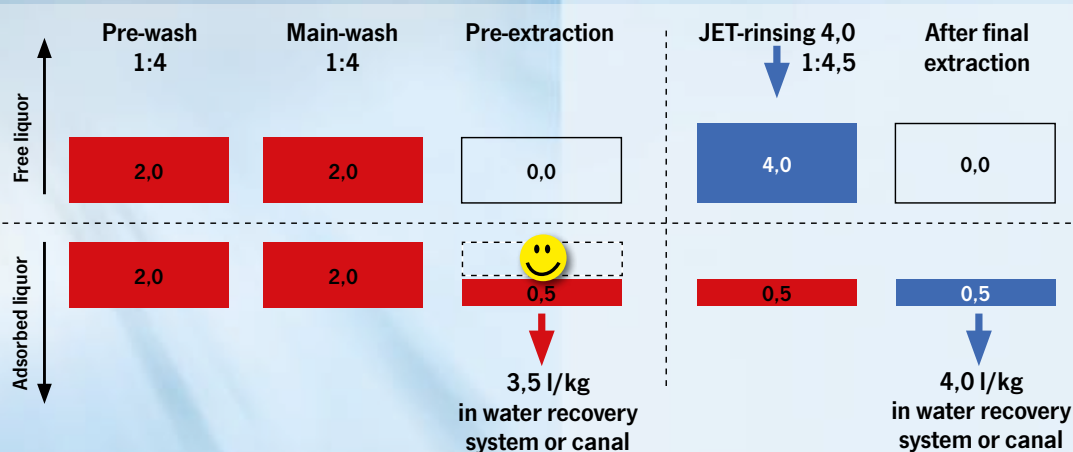 Pre-wash
1:4
Main-wash
1:4
Pre-extraction
JET-rinsing 4,0
1:4,5
After final
extraction
Free liquor
2,0
2,0
0,0
4,0
0,0
Adsorbed liquor
2,0
2,0
0,5
0,5
0,5
3,5 l/kg
in water recovery
system or canal
4,0 l/kg
in water recovery
system or canal